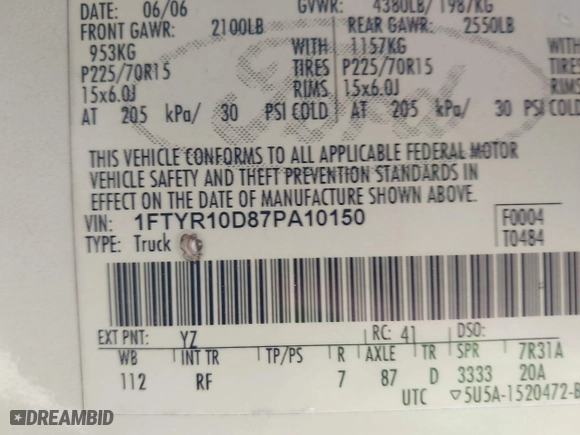 DATE: 06/06 GVWR: 4380LB/ 1987KG
FRONT GAWR: 2100LB REAR GAWR: 2550LB
953KG WITH 1157KG WITH
P225/70R15 TIRES P225/70R15 TIRES
15x6.0J RIMS 15x6.0J RIMS
AT 205 kPa/ 30 PSI COLD AT 205 kPa/ 30 PSI COLD
Ford
THIS VEHICLE CONFORMS TO ALL APPLICABLE FEDERAL MOTOR
VEHICLE SAFETY AND THEFT PREVENTION STANDARDS IN
EFFECT ON THE DATE OF MANUFACTURE SHOWN ABOVE.
VIN: 1FTYR10D87PA10150 F0004
TYPE: Truck T0484
EXT PNT: YZ RC: 41 DSO:
WB INT TR TP/PS R AXLE TR SPR 7R31A
112 RF 7 87 D 3333 20A
UTC ▽5U5A-1520472-B
DREAMBID